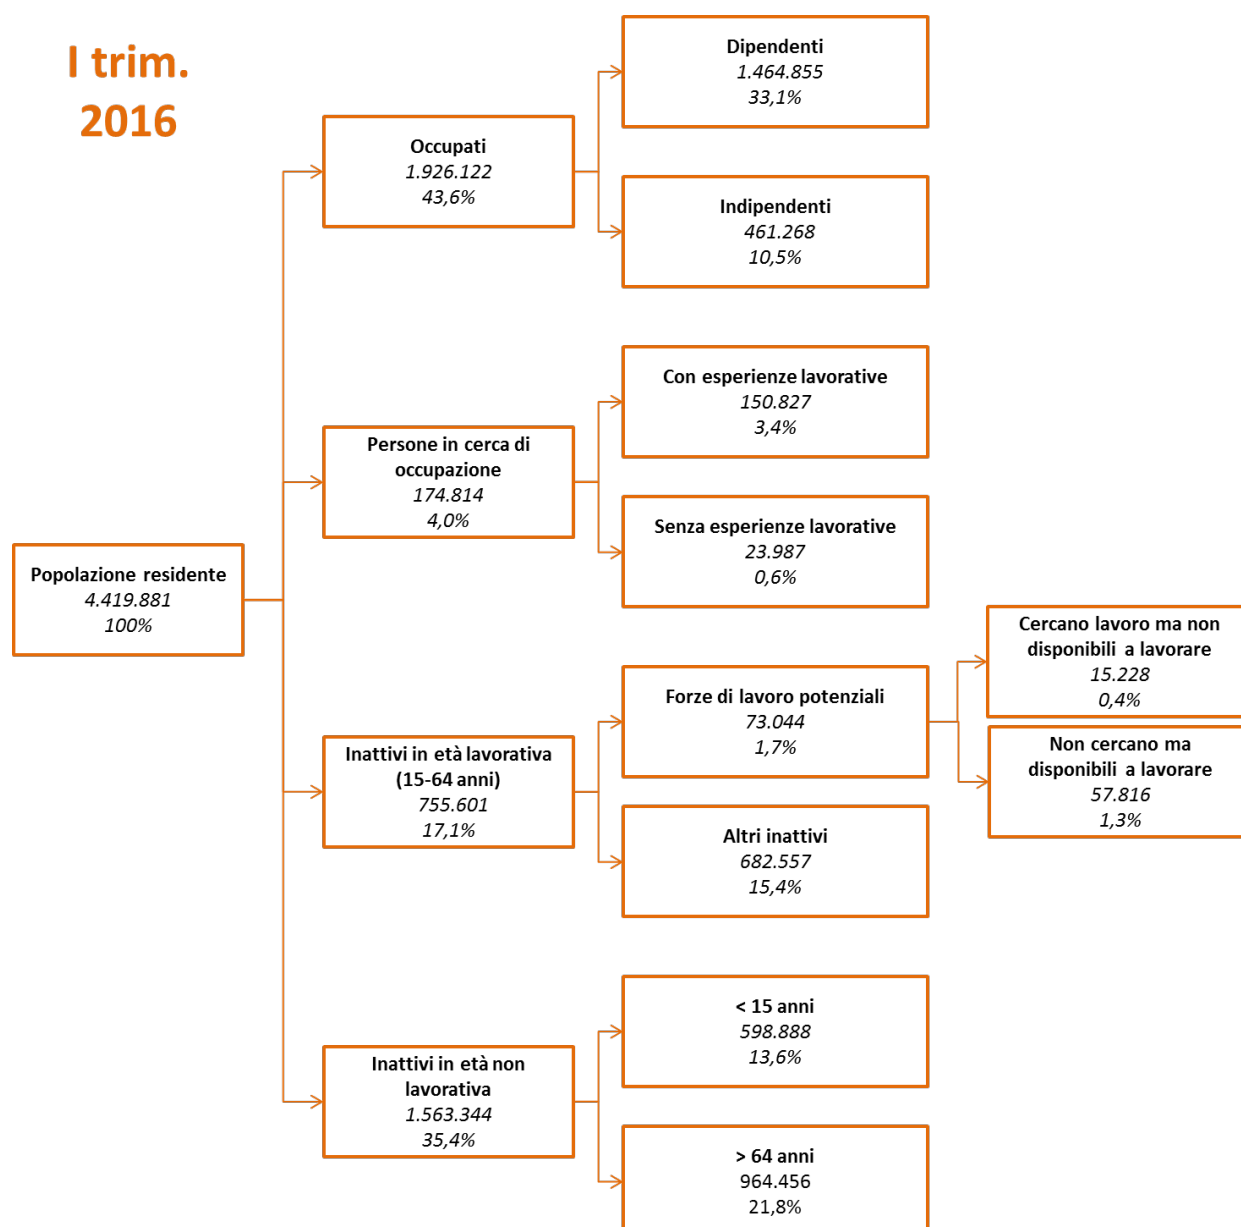 I trim.
2016
Dipendenti
1.464.855
33,1%
Occupati
1.926.122
43,6%
Indipendenti
461.268
10,5%
Con esperienze lavorative
150.827
3,4%
Persone in cerca di
occupazione
174.814
4,0%
Senza esperienze lavorative
23.987
0,6%
Popolazione residente
4.419.881
100%
Cercano lavoro ma non
disponibili a lavorare
15.228
0,4%
Forze di lavoro potenziali
73.044
1,7%
Non cercano ma
disponibili a lavorare
57.816
1,3%
Inattivi in età lavorativa
(15-64 anni)
755.601
17,1%
Altri inattivi
682.557
15,4%
< 15 anni
598.888
13,6%
Inattivi in età non
lavorativa
1.563.344
35,4%
> 64 anni
964.456
21,8%